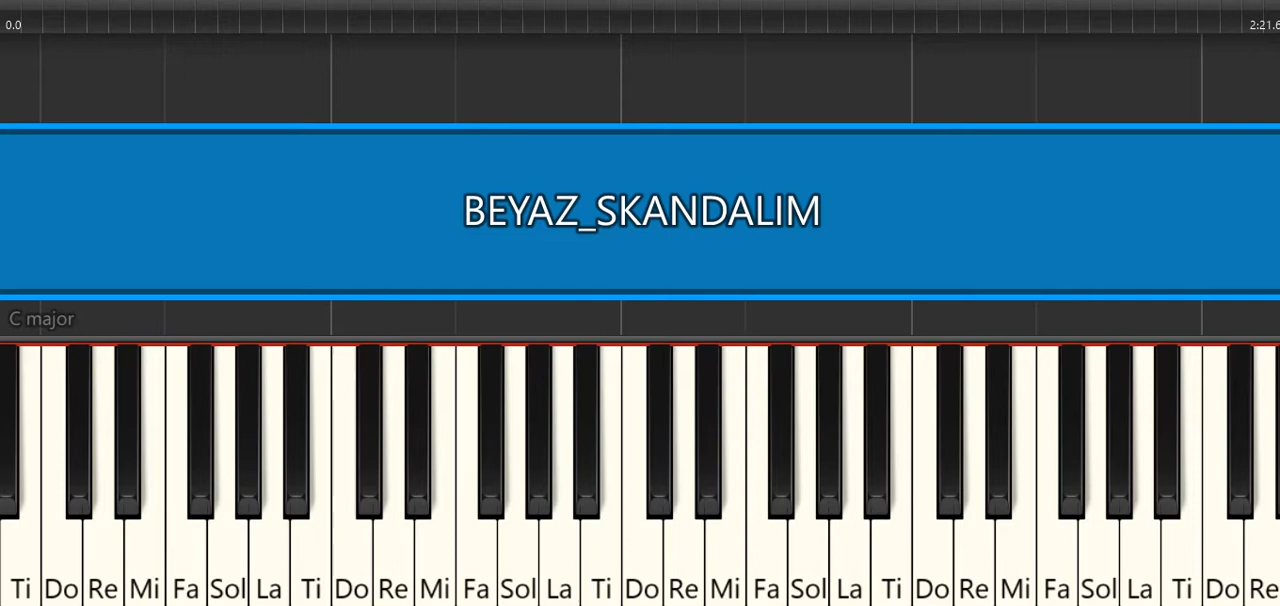 0.0 2:21.6
BEYAZ_SKANDALIM
C major
Ti Do Re Mi Fa Sol La Ti Do Re Mi Fa Sol La Ti Do Re Mi Fa Sol La Ti Do Re Mi Fa Sol La Ti Do Re